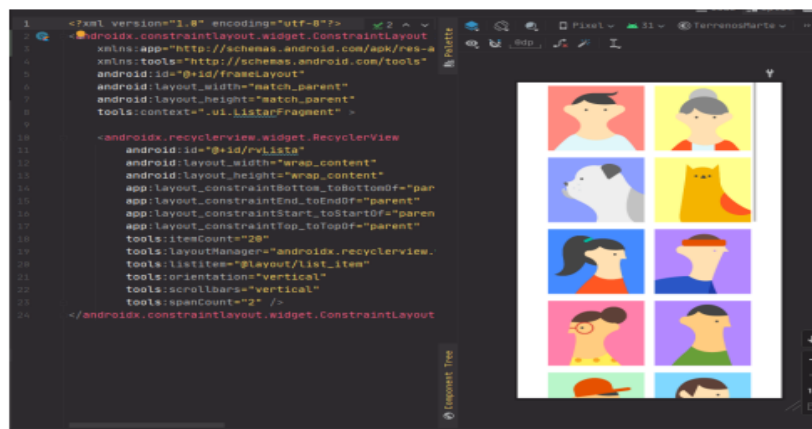 <?xml version="1.0" encoding="utf-8"?>
<androidx.constraintlayout.widget.ConstraintLayout
xmlns:app="http://schemas.android.com/apk/res-a
xmlns:tools="http://schemas.android.com/tools"
android:id="@+id/frameLayout"
android:layout_width="match_parent"
android:layout_height="match_parent"
tools:context=".ui.ListarFragment" >
<androidx.recyclerview.widget.RecyclerView
android:id="@+id/rvLista"
android:layout_width="wrap_content"
android:layout_height="wrap_content"
app:layout_constraintBottom_toBottomOf="par
app:layout_constraintEnd_toEndOf="parent"
app:layout_constraintStart_toStartOf="paren
app:layout_constraintTop_toTopOf="parent"
tools:itemCount="20"
tools:layoutManager="androidx.recyclerview.
tools:listitem="@layout/list_item"
tools:orientation="vertical"
tools:scrollbars="vertical"
tools:spanCount="2" />
</androidx.constraintlayout.widget.ConstraintLayout
2
Palette
Component Tree
Pixel 31 TerrenosMarte
0dp